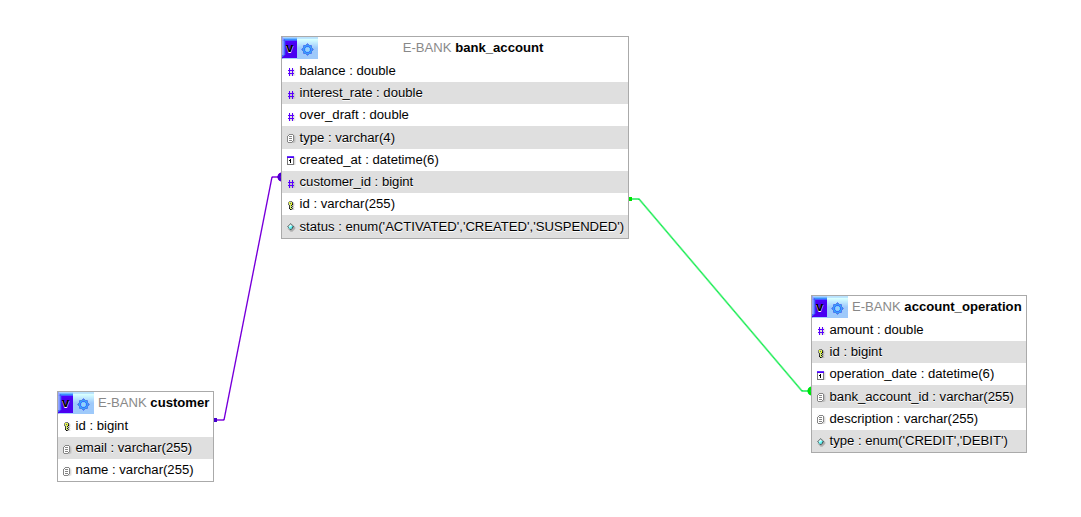 V E-BANK bank_account
# balance : double
# interest_rate : double
# over_draft : double
type : varchar(4)
created_at : datetime(6)
# customer_id : bigint
id : varchar(255)
status : enum('ACTIVATED','CREATED','SUSPENDED')
V E-BANK account_operation
# amount : double
id : bigint
operation_date : datetime(6)
bank_account_id : varchar(255)
description : varchar(255)
type : enum('CREDIT','DEBIT')
V E-BANK customer
id : bigint
email : varchar(255)
name : varchar(255)